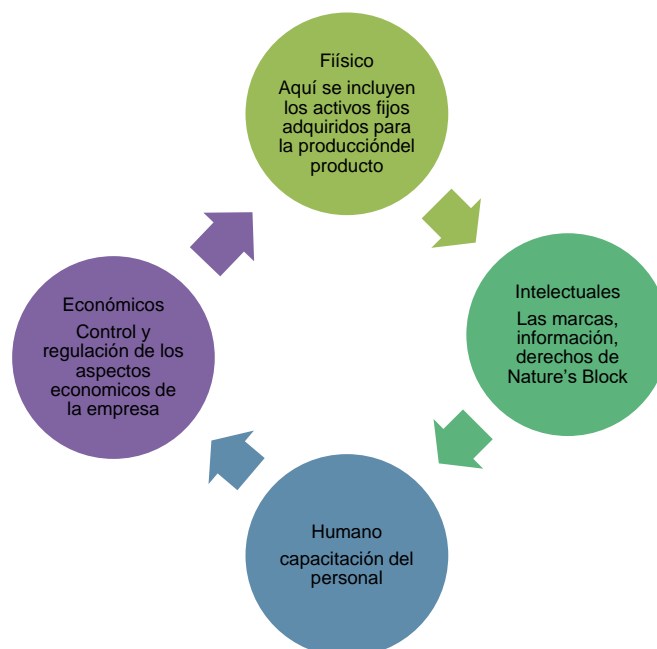 Fiísico
Aquí se incluyen
los activos fijos
adquiridos para
la produccióndel
producto
Intelectuales
Las marcas,
información,
derechos de
Nature's Block
Humano
capacitación del
personal
Económicos
Control y
regulación de los
aspectos
economicos de
la empresa